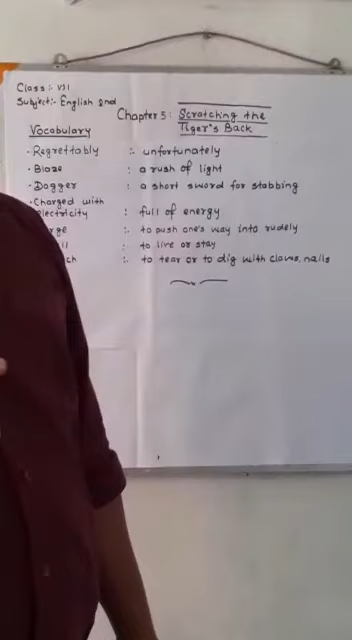 Class :- VII
Subject:- English 2nd
Chapter 5: Scratching the
Tiger's Back
Vocabulary
• Regrettably :- unfortunately
• Blaze : a rush of light
• Dagger : a short sword for stabbing
• Charged with
electricity : full of energy
rge : to push one's way into rudely
:- to live or stay
ch :- to tear or to dig with claws, nails